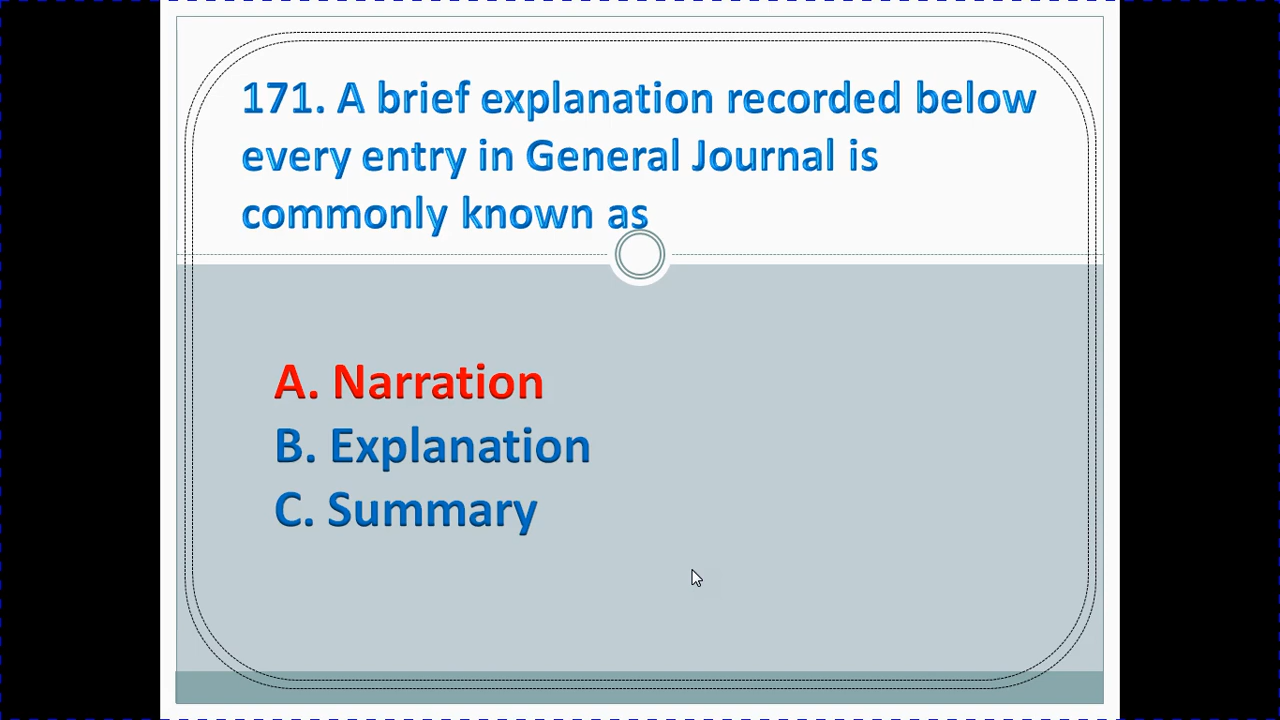 171. A brief explanation recorded below
every entry in General Journal is
commonly known as
A. Narration
B. Explanation
C. Summary